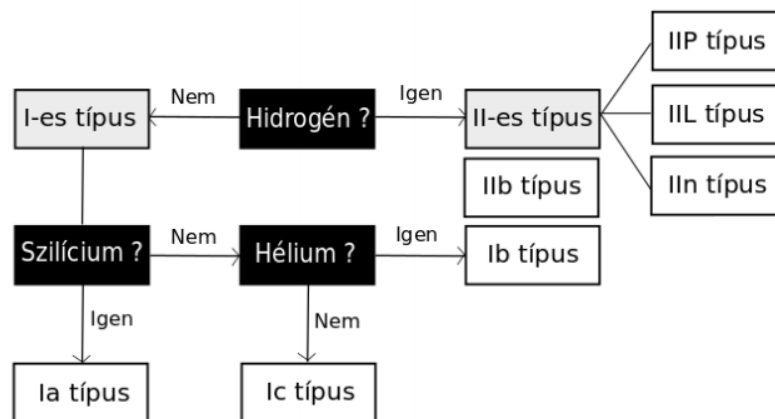 IIP típus
Nem
Igen
I-es típus
Hidrogén ?
II-es típus
IIL típus
IIb típus
IIn típus
Szilícium ?
Nem
Hélium ?
Igen
Ib típus
Igen
Nem
Ia típus
Ic típus